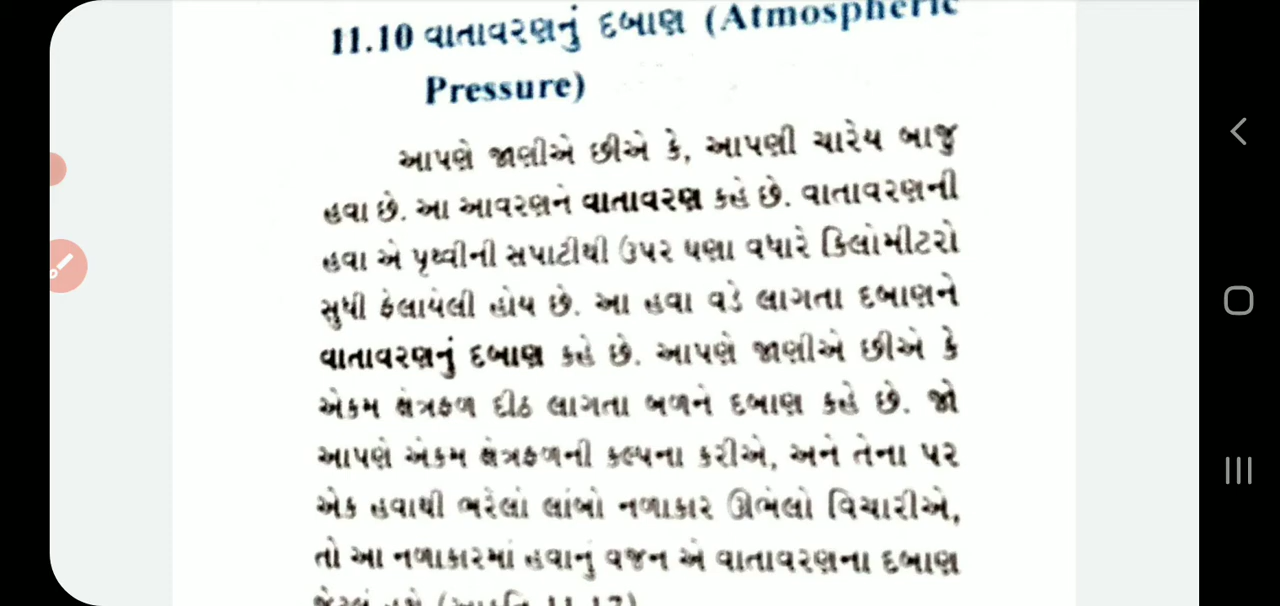 11.10 વાતાવરણનું દબાણ (Atmospheric
Pressure)
આપણે જાણીએ છીએ કે, આપણી ચારેય બાજુ
હવા છે. આ આવરણને વાતાવરણ કહે છે. વાતાવરણની
હવા એ પૃથ્વીની સપાટીથી ઉપર ઘણા વધારે કિલોમીટરો
સુધી ફેલાયેલી હોય છે. આ હવા વડે લાગતા દબાણને
વાતાવરણનું દબાણ કહે છે. આપણે જાણીએ છીએ કે
એકમ ક્ષેત્રફળ દીઠ લાગતા બળને દબાણ કહે છે. જો
આપણે એકમ ક્ષેત્રફળની કલ્પના કરીએ, અને તેના પર
એક હવાથી ભરેલાં લાંબો નળાકાર ઊભેલો વિચારીએ,
તો આ નળાકારમાં હવાનું વજન એ વાતાવરણના દબાણ